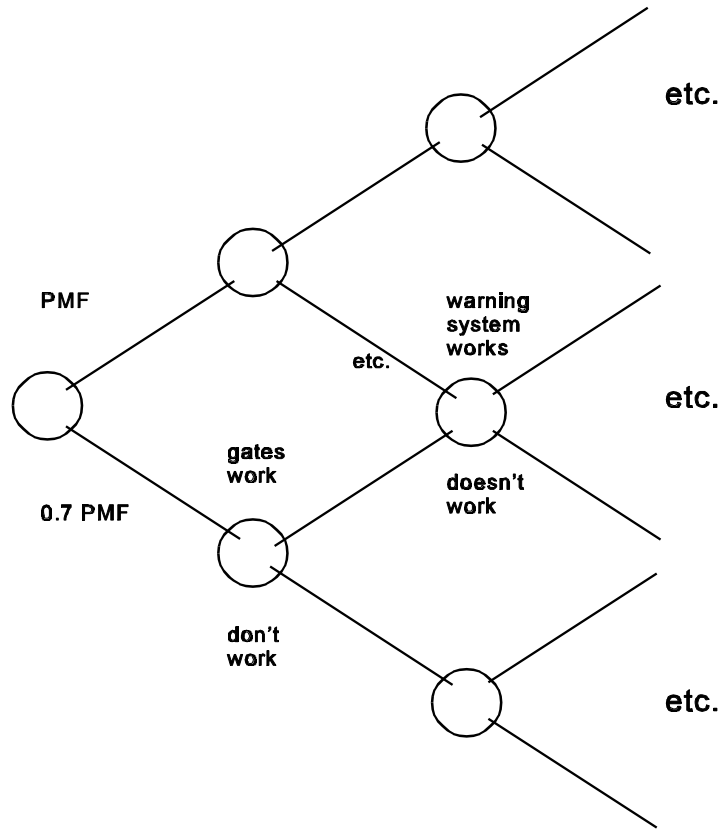 etc.
PMF
warning
system
works
etc.
etc.
gates
work
doesn't
work
0.7 PMF
don't
work
etc.